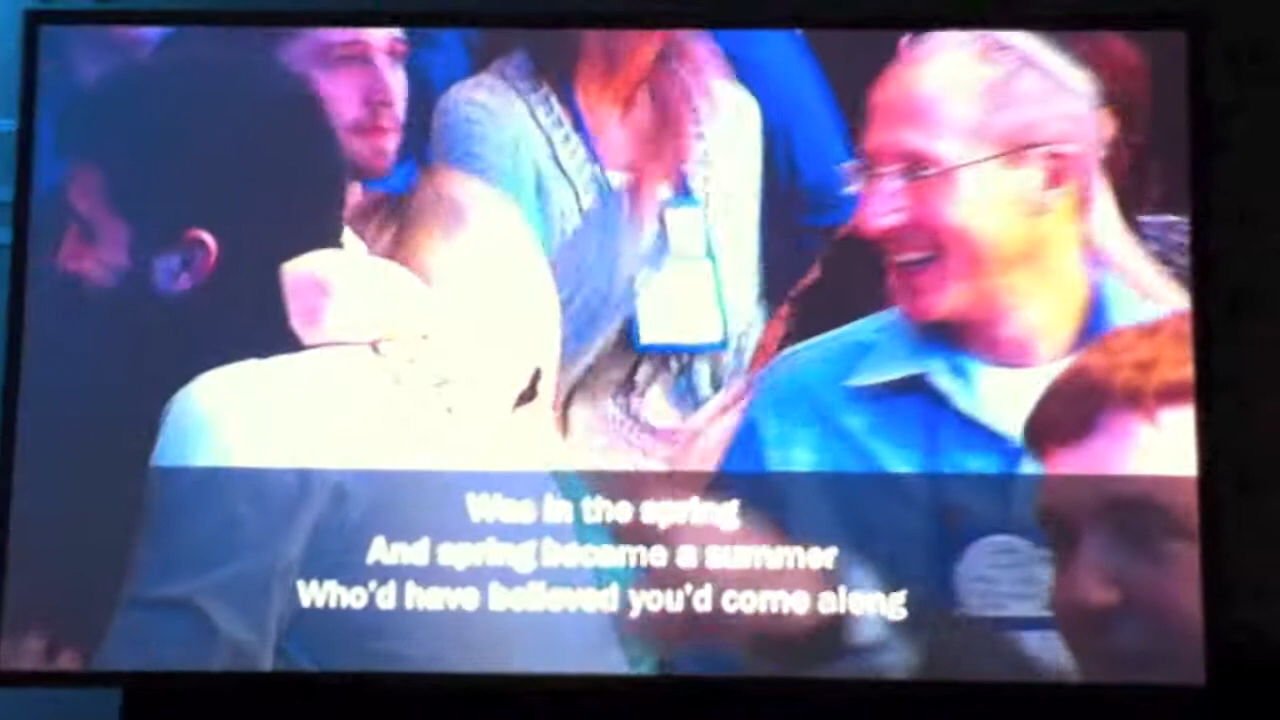 Was in the spring
And spring became a summer
Who'd have believed you'd come along